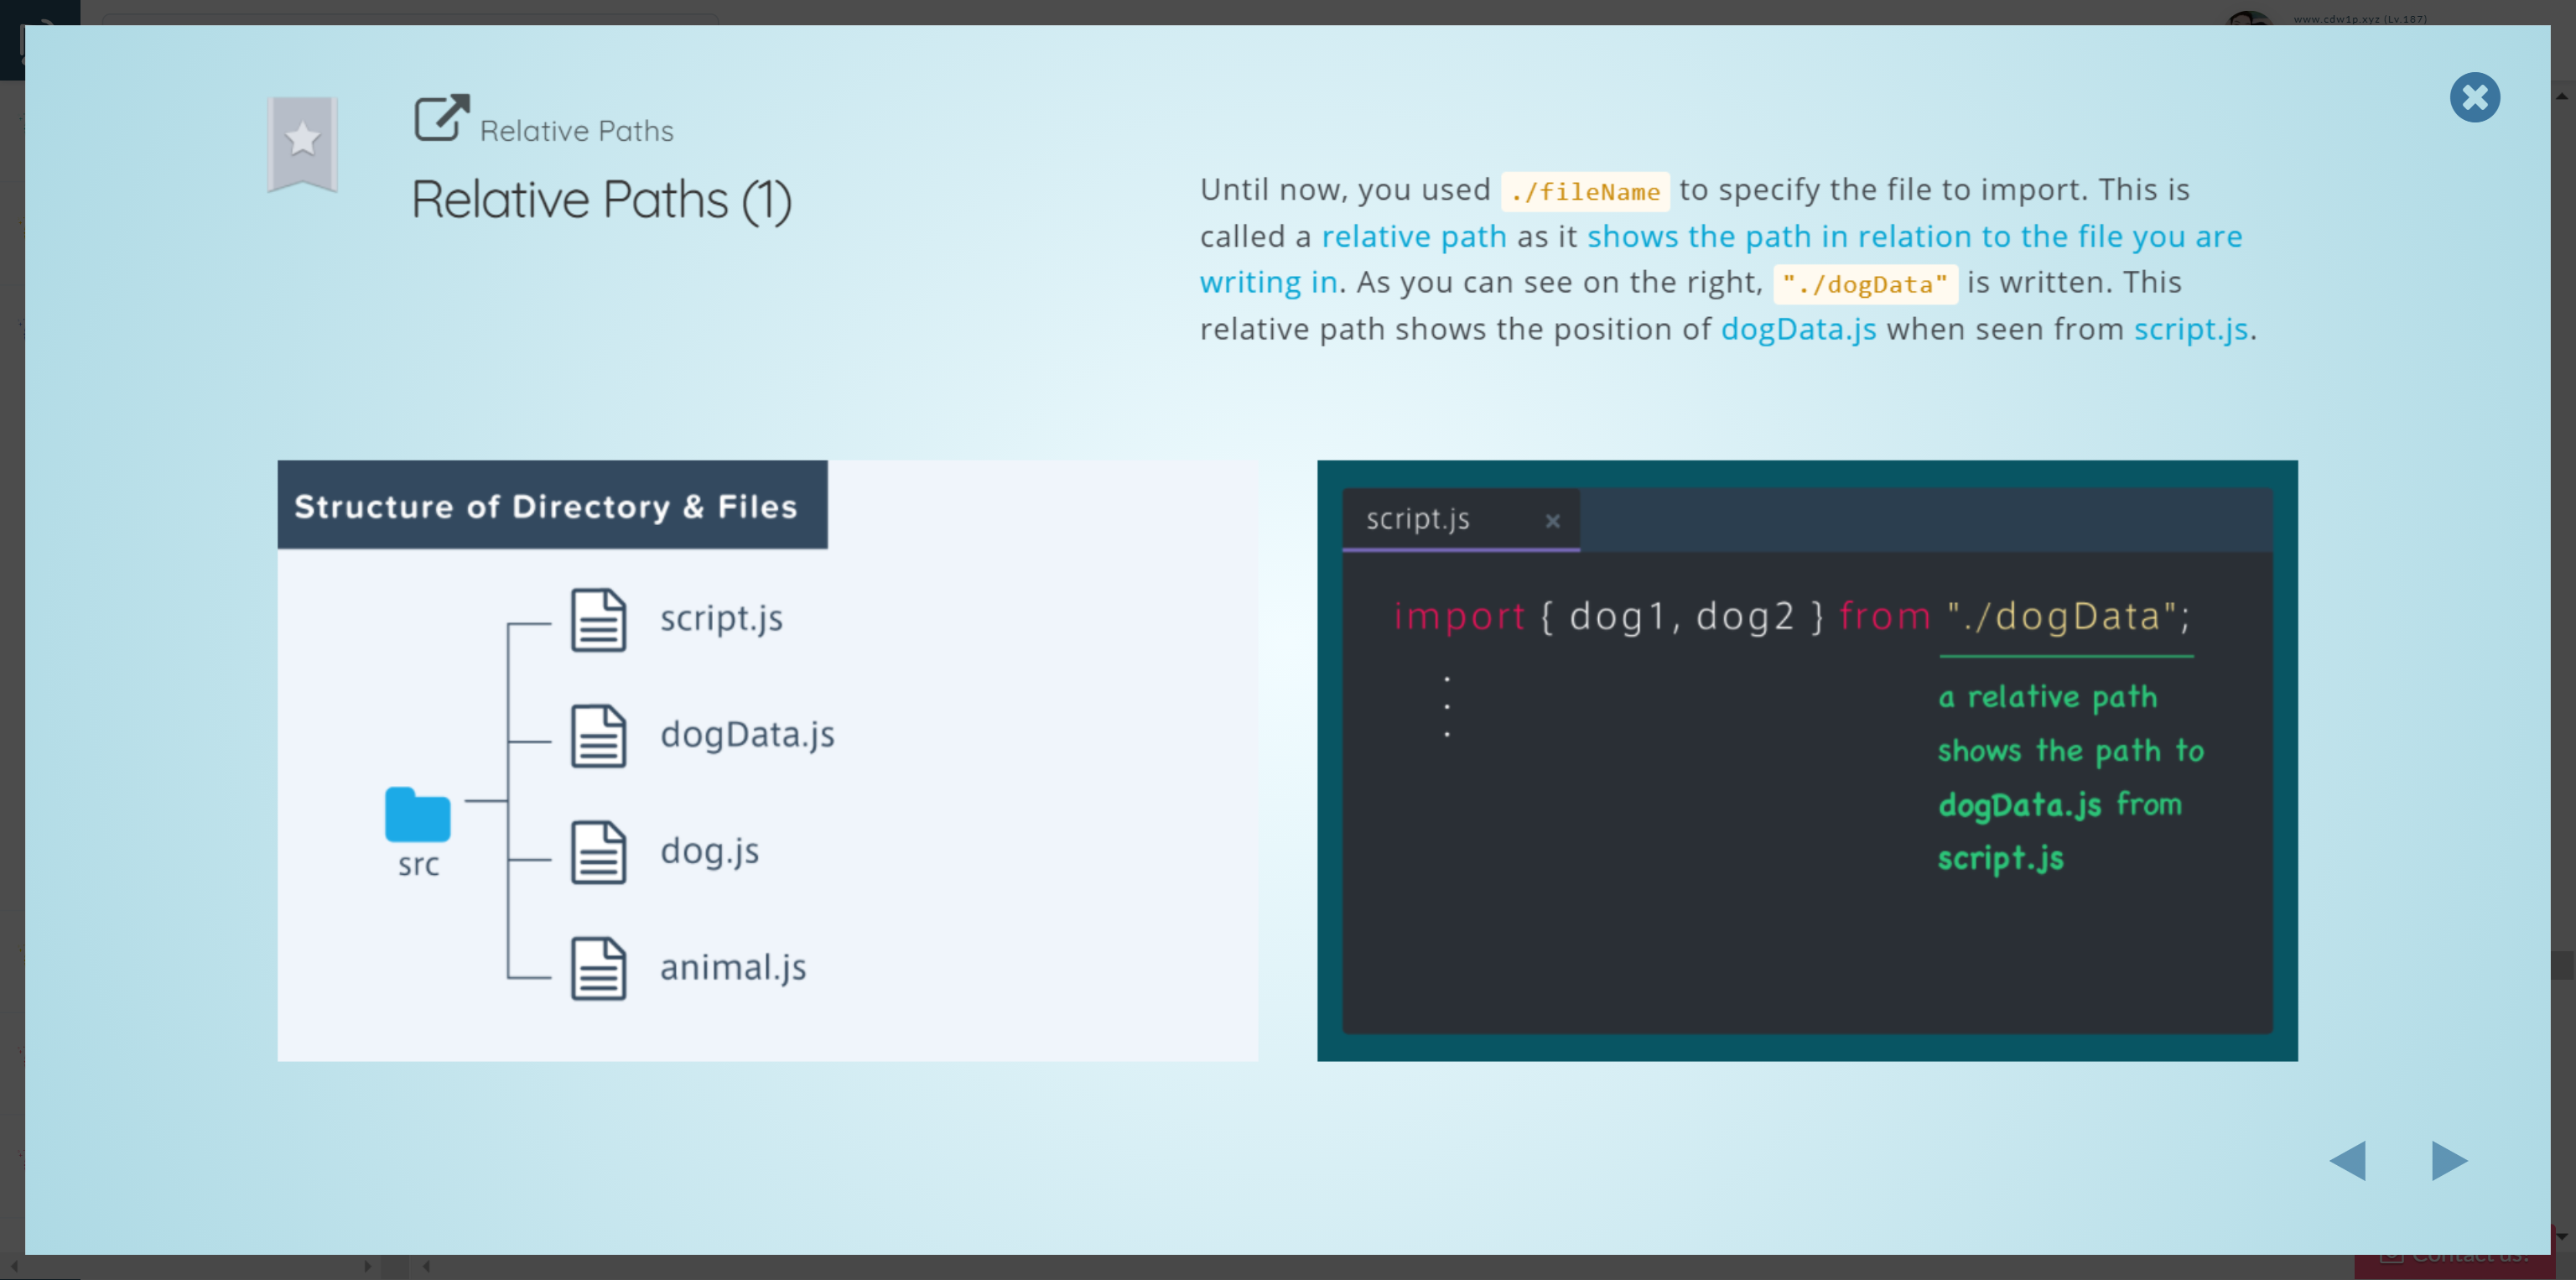 www.cdw1p.xyz (Lv.187)
Relative Paths
Relative Paths (1)
Until now, you used ./fileName to specify the file to import. This is
called a relative path as it shows the path in relation to the file you are
writing in. As you can see on the right, "./dogData" is written. This
relative path shows the position of dogData.js when seen from script.js.
Structure of Directory & Files
script.js
dogData.js
dog.js
animal.js
src
script.js
import { dog1, dog2 } from "./dogData";
.
.
.
a relative path
shows the path to
dogData.js from
script.js
Contact us!